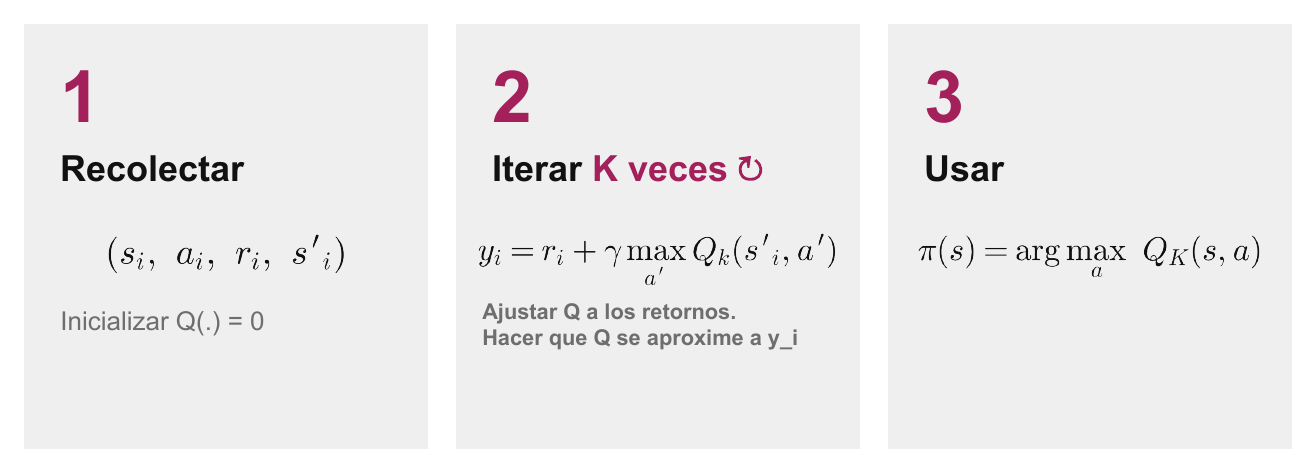 1
Recolectar
(s_i, a_i, r_i, s'_i)
Inicializar Q(.) = 0
2
Iterar K veces ↻
y_i = r_i + γ max_{a'} Q_k(s'_i, a')
Ajustar Q a los retornos.
Hacer que Q se aproxime a y_i
3
Usar
π(s) = arg max_a Q_K(s, a)